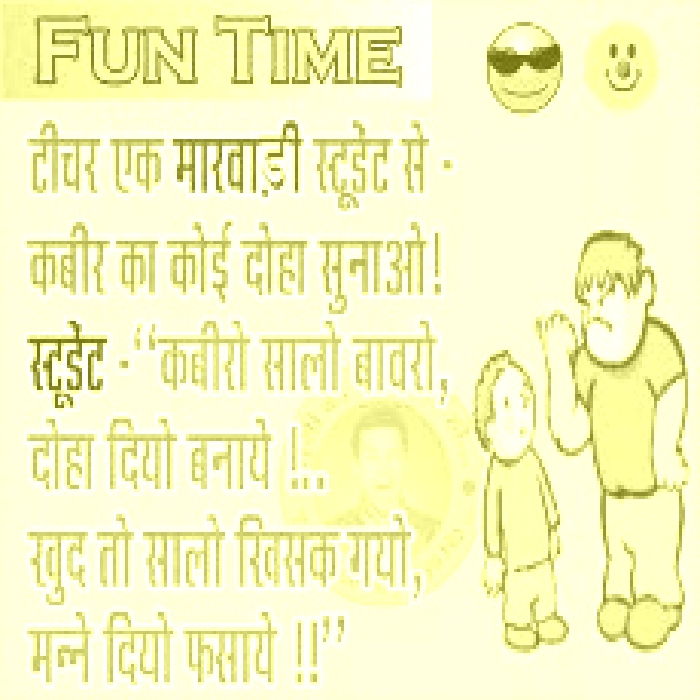 FUN TIME
टीचर एक मारवाड़ी स्टूडेंट से -
कबीर का कोई दोहा सुनाओ!
स्टूडेंट -“कबीरो सालो बावरो,
दोहा दियो बनाये !..
खुद तो सालो खिसक गयो,
मन्ने दियो फसाये !!”